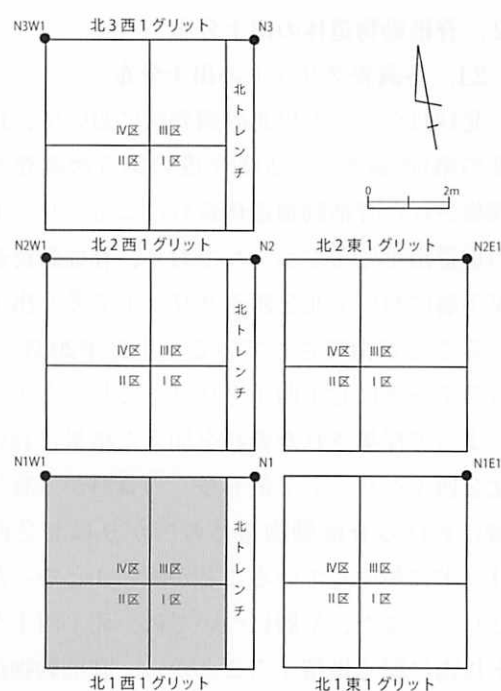 N3W1 北3西1グリット N3
北トレンチ
Ⅳ区 Ⅲ区
Ⅱ区 Ⅰ区
0 2m
N2W1 北2西1グリット N2 北2東1グリット N2E1
北トレンチ
Ⅳ区 Ⅲ区 Ⅳ区 Ⅲ区
Ⅱ区 Ⅰ区 Ⅱ区 Ⅰ区
N1W1 N1 N1E1
北トレンチ
Ⅳ区 Ⅲ区 Ⅳ区 Ⅲ区
Ⅱ区 Ⅰ区 Ⅱ区 Ⅰ区
北1西1グリット 北1東1グリット